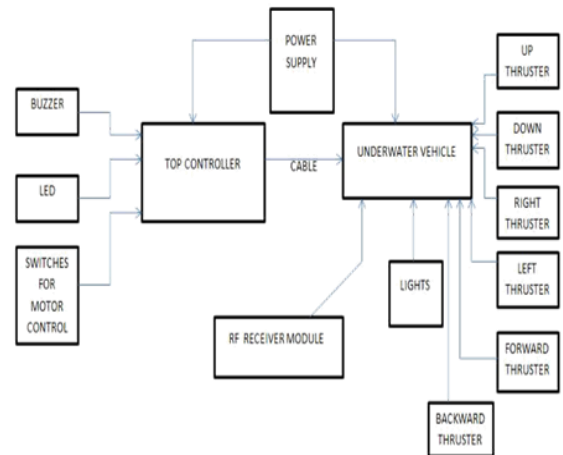 POWER
SUPPLY
UP
THRUSTER
BUZZER
DOWN
THRUSTER
TOP CONTROLLER
CABLE
UNDERWATER VEHICLE
LED
RIGHT
THRUSTER
SWITCHES
FOR
MOTOR
CONTROL
LEFT
THRUSTER
LIGHTS
RF RECEIVER MODULE
FORWARD
THRUSTER
BACKWARD
THRUSTER